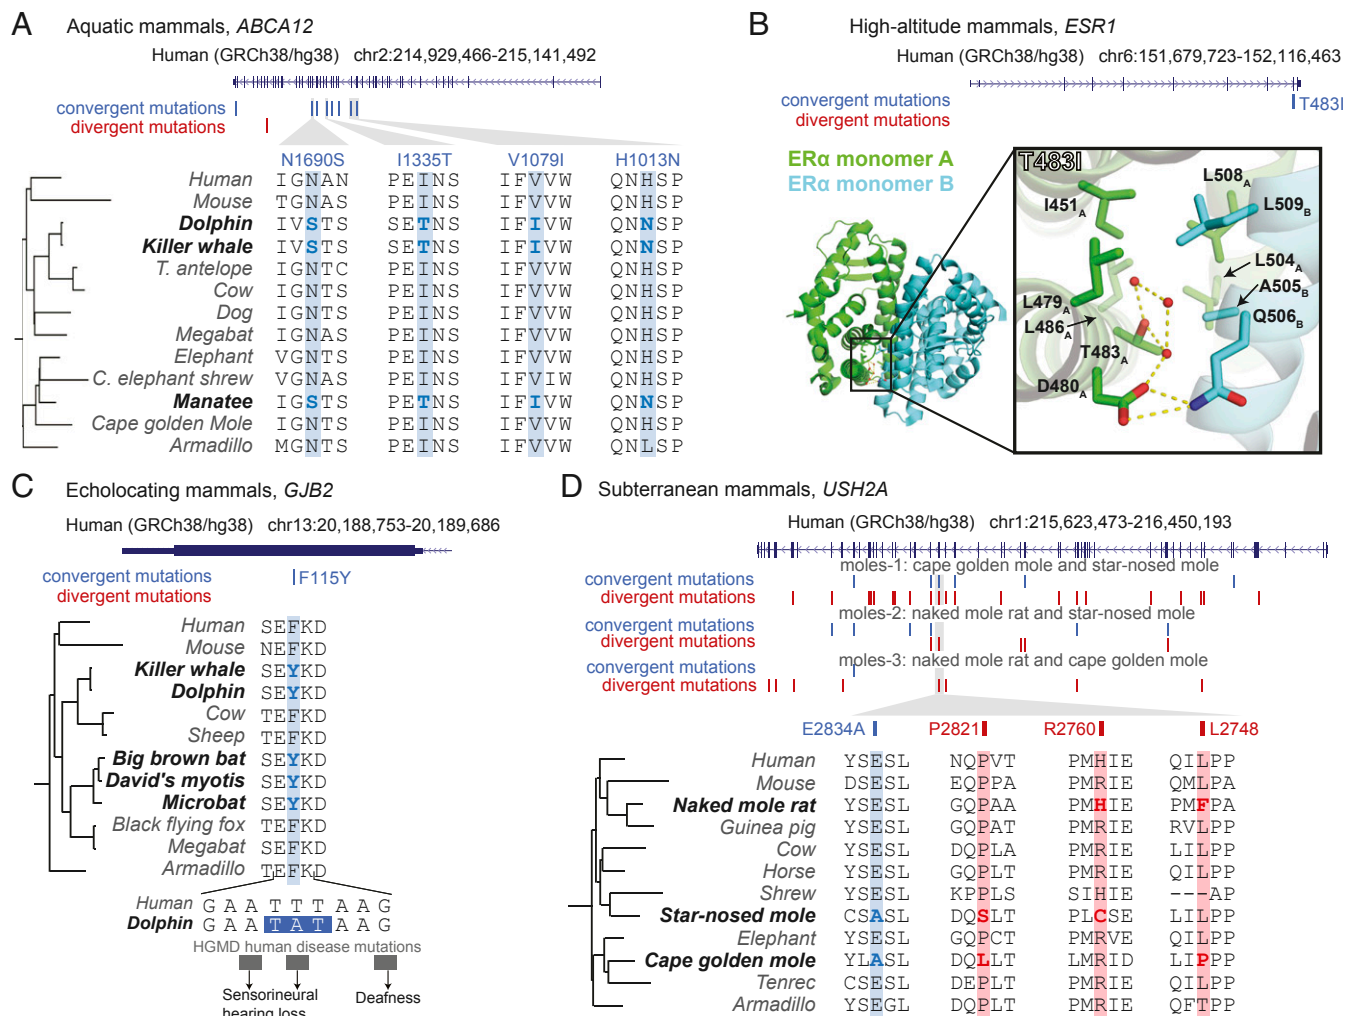 A Aquatic mammals, ABCA12
Human (GRCh38/hg38) chr2:214,929,466-215,141,492
convergent mutations
divergent mutations
N1690S I1335T V1079I H1013N
Human IGNAN PEINS IFVVW QNHSP
Mouse TGNAS PEINS IFVVW QNHSP
Dolphin IVSTS SETNS IFIVW QNNSP
Killer whale IVSTS SETNS IFIVW QNNSP
T. antelope IGNTC PEINS IFVVW QNHSP
Cow IGNTS PEINS IFVVW QNHSP
Dog IGNTS PEINS IFVVW QNHSP
Megabat IGNTS PEINS IFVVW QNHSP
Elephant VGNTS PEINS IFVVW QNHSP
C. elephant shrew VGNAS PEINS IFVIW QNHSP
Manatee IGSTS PETNS IFIVW QNNSP
Cape golden Mole IGNTS PEINS IFVVW QNHSP
Armadillo MGNTS PEINS IFVVW QNLSP
B High-altitude mammals, ESR1
Human (GRCh38/hg38) chr6:151,679,723-152,116,463
convergent mutations
T483I
divergent mutations
ERα monomer A
ERα monomer B
T483I
L508A
I451A
L509B
L504A
A505B
L479A
L486A
Q506B
T483A
D480A
C Echolocating mammals, GJB2
Human (GRCh38/hg38) chr13:20,188,753-20,189,686
convergent mutations F115Y
divergent mutations
Human SEFKD
Mouse NEFKD
Killer whale SEYKD
Dolphin SEYKD
Cow TEFKD
Sheep TEFKD
Big brown bat SEYKD
David's myotis SEYKD
Microbat SEYKD
Black flying fox TEFKD
Megabat SEFKD
Armadillo TEFKD
Human G A A T T T A A G
Dolphin G A A T A T A A G
HGMD human disease mutations
Sensorineural hearing loss
Deafness
D Subterranean mammals, USH2A
Human (GRCh38/hg38) chr1:215,623,473-216,450,193
moles-1: cape golden mole and star-nosed mole
convergent mutations
divergent mutations
moles-2: naked mole rat and star-nosed mole
convergent mutations
divergent mutations
moles-3: naked mole rat and cape golden mole
convergent mutations
divergent mutations
E2834A P2821 R2760 L2748
Human YSESL NQPVT PMHIE QILPP
Mouse DSESL EQPPA PMRIE QMLPA
Naked mole rat YSESL GQPAA PMHIE PMFPA
Guinea pig YSESL GQPAT PMRIE RVLPP
Cow YSESL DQPLA PMRIE LILPP
Horse YSESL GQPLT PMRIE QILPP
Shrew YSESL KPPLS SIHIE ---AP
Star-nosed mole CSASL DQSLT PLCSE LILPP
Elephant YSESL GQPCT PMRVE QILPP
Cape golden mole YLASL DQLLT LMRID LIPPP
Tenrec CSESL DEPLT PMRIE QILPP
Armadillo YSEGL DQPLT PMRIE QFTPP